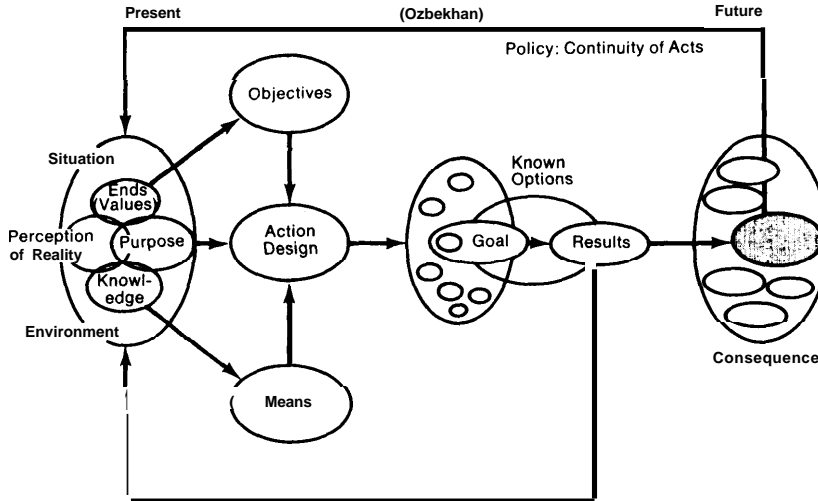 Present
(Ozbekhan)
Future
Policy: Continuity of Acts
Objectives
Situation
Known
Options
Ends
(Values)
Perception
of Reality
Purpose
Action
Design
Goal
Results
Knowl-
edge
Environment
Consequence
Means